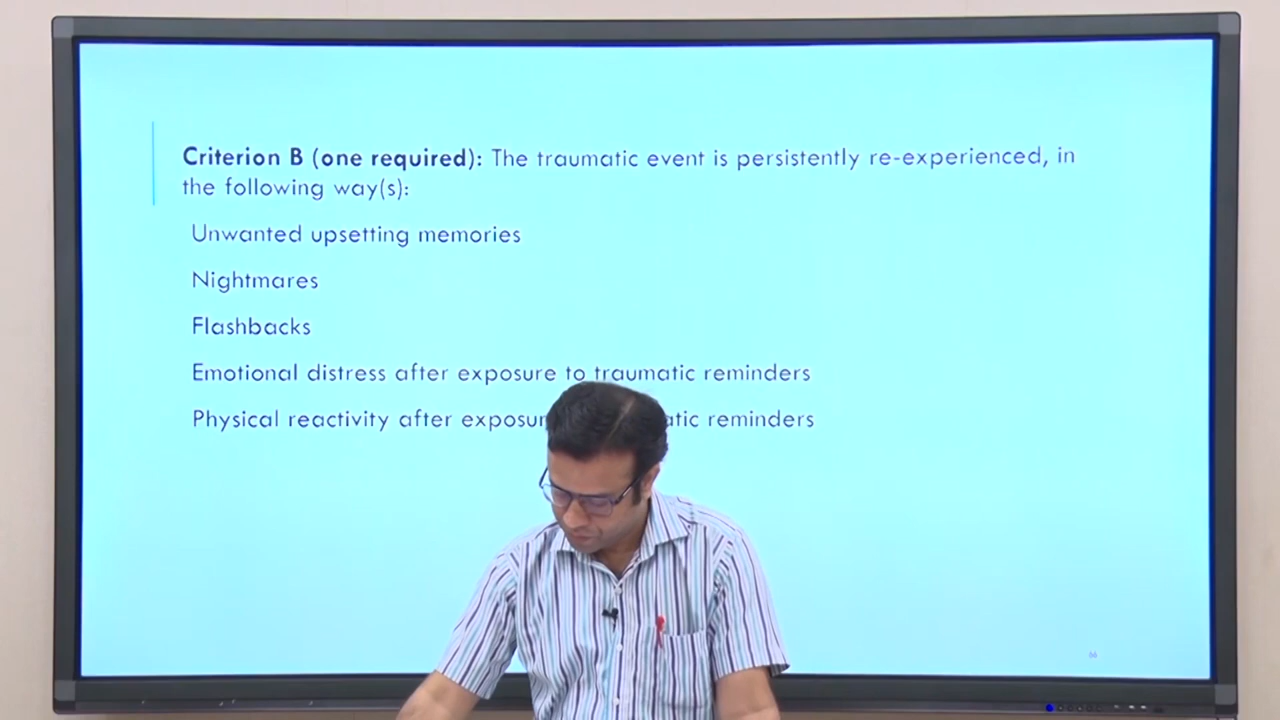 Criterion B (one required): The traumatic event is persistently re-experienced, in
the following way(s):
Unwanted upsetting memories
Nightmares
Flashbacks
Emotional distress after exposure to traumatic reminders
Physical reactivity after reminders